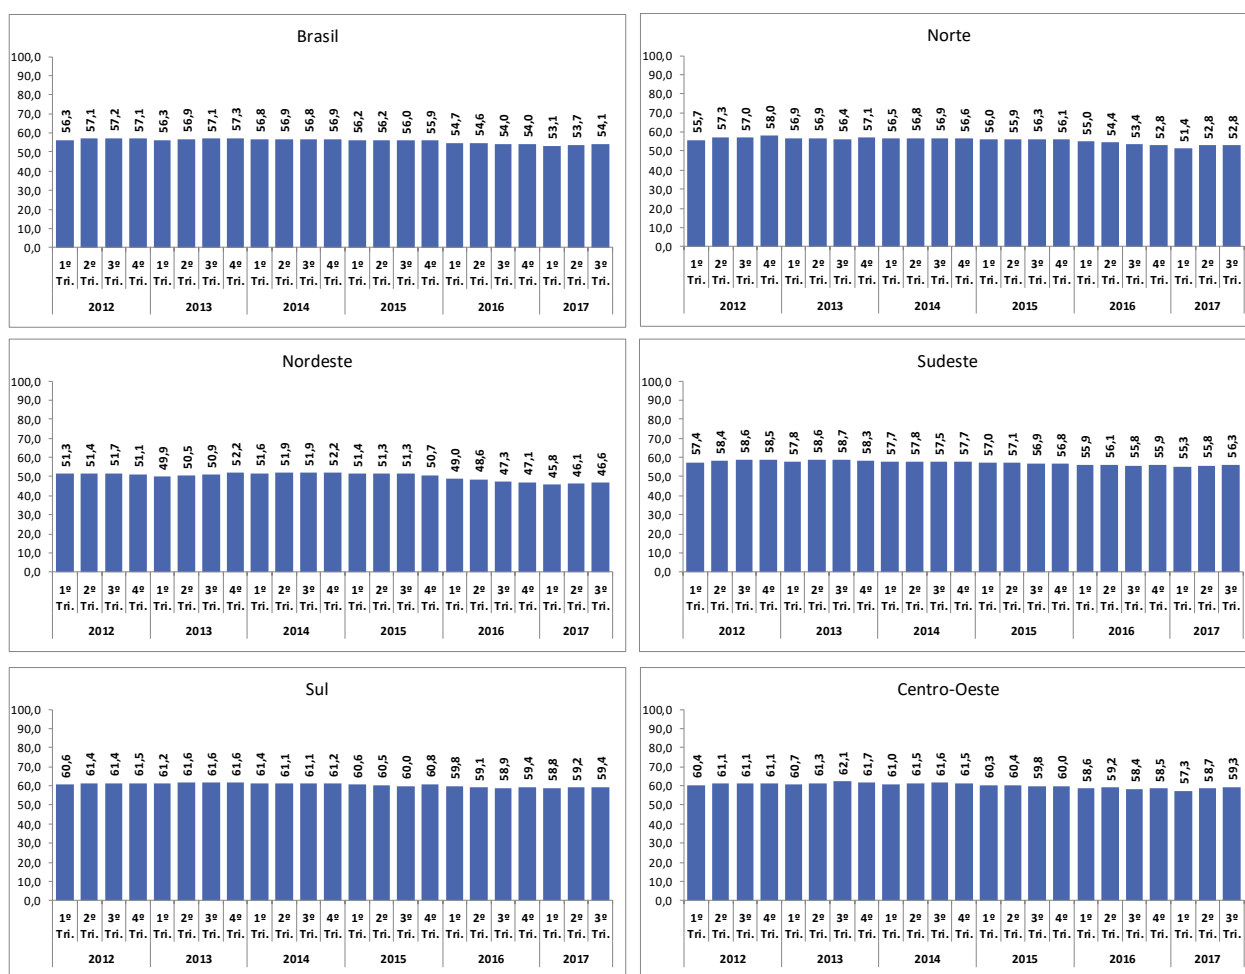 Brasil
100,0
90,0
80,0
70,0
60,0
50,0
40,0
30,0
20,0
10,0
0,0
56,3 57,1 57,2 57,1 56,3 56,9 57,1 57,3 56,8 56,9 56,8 56,9 56,2 56,2 56,0 55,9 54,7 54,6 54,0 54,0 53,1 53,7 54,1
1º 2º 3º 4º 1º 2º 3º 4º 1º 2º 3º 4º 1º 2º 3º 4º 1º 2º 3º 4º 1º 2º 3º
Tri. Tri. Tri. Tri. Tri. Tri. Tri. Tri. Tri. Tri. Tri. Tri. Tri. Tri. Tri. Tri. Tri. Tri. Tri. Tri. Tri. Tri. Tri.
2012 2013 2014 2015 2016 2017
Norte
100,0
90,0
80,0
70,0
60,0
50,0
40,0
30,0
20,0
10,0
0,0
55,7 57,3 57,0 58,0 56,9 56,9 56,4 57,1 56,5 56,8 56,9 56,6 56,0 55,9 56,3 56,1 55,0 54,4 53,4 52,8 51,4 52,8 52,8
1º 2º 3º 4º 1º 2º 3º 4º 1º 2º 3º 4º 1º 2º 3º 4º 1º 2º 3º 4º 1º 2º 3º
Tri. Tri. Tri. Tri. Tri. Tri. Tri. Tri. Tri. Tri. Tri. Tri. Tri. Tri. Tri. Tri. Tri. Tri. Tri. Tri. Tri. Tri. Tri.
2012 2013 2014 2015 2016 2017
Nordeste
100,0
90,0
80,0
70,0
60,0
50,0
40,0
30,0
20,0
10,0
0,0
51,3 51,4 51,7 51,1 49,9 50,5 50,9 52,2 51,6 51,9 51,9 52,2 51,4 51,3 51,3 50,7 49,0 48,6 47,3 47,1 45,8 46,1 46,6
1º 2º 3º 4º 1º 2º 3º 4º 1º 2º 3º 4º 1º 2º 3º 4º 1º 2º 3º 4º 1º 2º 3º
Tri. Tri. Tri. Tri. Tri. Tri. Tri. Tri. Tri. Tri. Tri. Tri. Tri. Tri. Tri. Tri. Tri. Tri. Tri. Tri. Tri. Tri. Tri.
2012 2013 2014 2015 2016 2017
Sudeste
100,0
90,0
80,0
70,0
60,0
50,0
40,0
30,0
20,0
10,0
0,0
57,4 58,4 58,6 58,5 57,8 58,6 58,7 58,3 57,7 57,8 57,5 57,7 57,0 57,1 56,9 56,8 55,9 56,1 55,8 55,9 55,3 55,8 56,3
1º 2º 3º 4º 1º 2º 3º 4º 1º 2º 3º 4º 1º 2º 3º 4º 1º 2º 3º 4º 1º 2º 3º
Tri. Tri. Tri. Tri. Tri. Tri. Tri. Tri. Tri. Tri. Tri. Tri. Tri. Tri. Tri. Tri. Tri. Tri. Tri. Tri. Tri. Tri. Tri.
2012 2013 2014 2015 2016 2017
Sul
100,0
90,0
80,0
70,0
60,0
50,0
40,0
30,0
20,0
10,0
0,0
60,6 61,4 61,4 61,5 61,2 61,6 61,6 61,6 61,4 61,1 61,1 61,2 60,6 60,5 60,0 60,8 59,8 59,1 58,9 59,4 58,8 59,2 59,4
1º 2º 3º 4º 1º 2º 3º 4º 1º 2º 3º 4º 1º 2º 3º 4º 1º 2º 3º 4º 1º 2º 3º
Tri. Tri. Tri. Tri. Tri. Tri. Tri. Tri. Tri. Tri. Tri. Tri. Tri. Tri. Tri. Tri. Tri. Tri. Tri. Tri. Tri. Tri. Tri.
2012 2013 2014 2015 2016 2017
Centro-Oeste
100,0
90,0
80,0
70,0
60,0
50,0
40,0
30,0
20,0
10,0
0,0
60,4 61,1 61,1 61,1 60,7 61,3 62,1 61,7 61,0 61,5 61,6 61,5 60,3 60,4 59,8 60,0 58,6 59,2 58,4 58,5 57,3 58,7 59,3
1º 2º 3º 4º 1º 2º 3º 4º 1º 2º 3º 4º 1º 2º 3º 4º 1º 2º 3º 4º 1º 2º 3º
Tri. Tri. Tri. Tri. Tri. Tri. Tri. Tri. Tri. Tri. Tri. Tri. Tri. Tri. Tri. Tri. Tri. Tri. Tri. Tri. Tri. Tri. Tri.
2012 2013 2014 2015 2016 2017